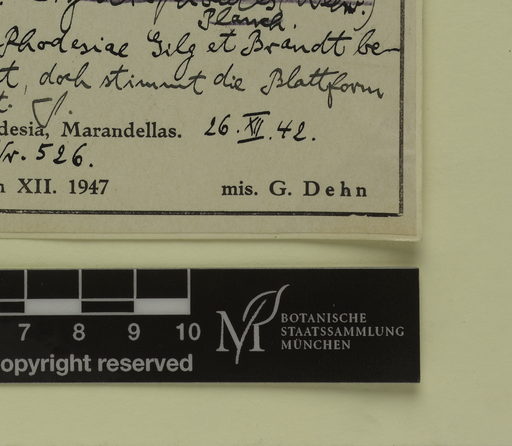 Planch.
Rhodesiae Gilg et Brandt be-
t, doch stimmt die Blattform
t.
desia, Marandellas. 26.XII.42.
Nr. 526.
n XII. 1947 mis. G. Dehn
7 8 9 10
opyright reserved
M BOTANISCHE
STAATSSAMMLUNG
MÜNCHEN